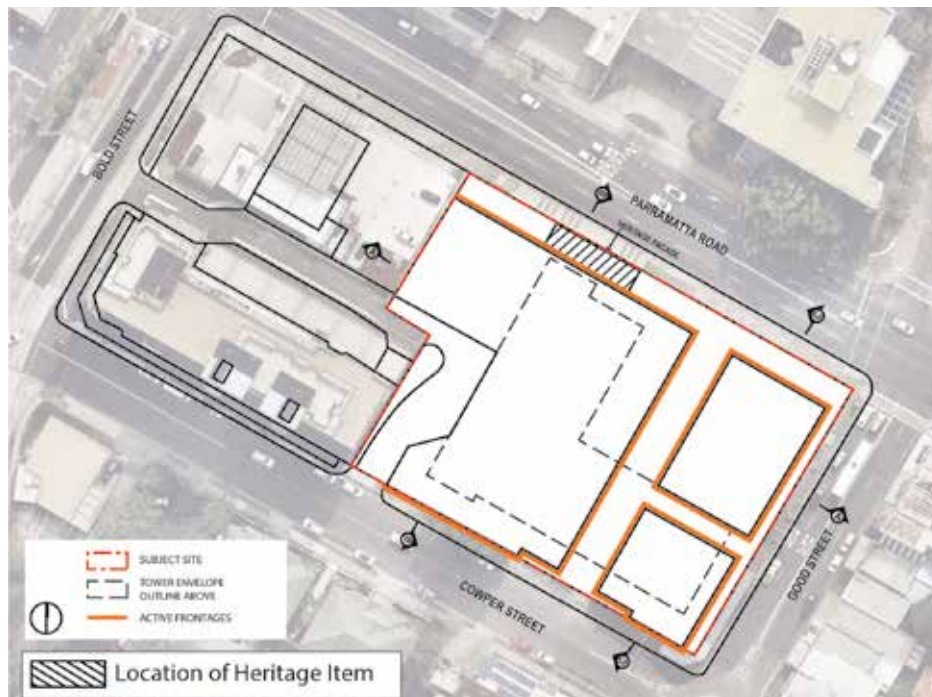 BOLD STREET
PARRAMATTA ROAD
HERITAGE FACADE
GOOD STREET
COWPER STREET
SUBJECT SITE
TOWER ENVELOPE
OUTLINE ABOVE
ACTIVE FRONTAGES
Location of Heritage Item